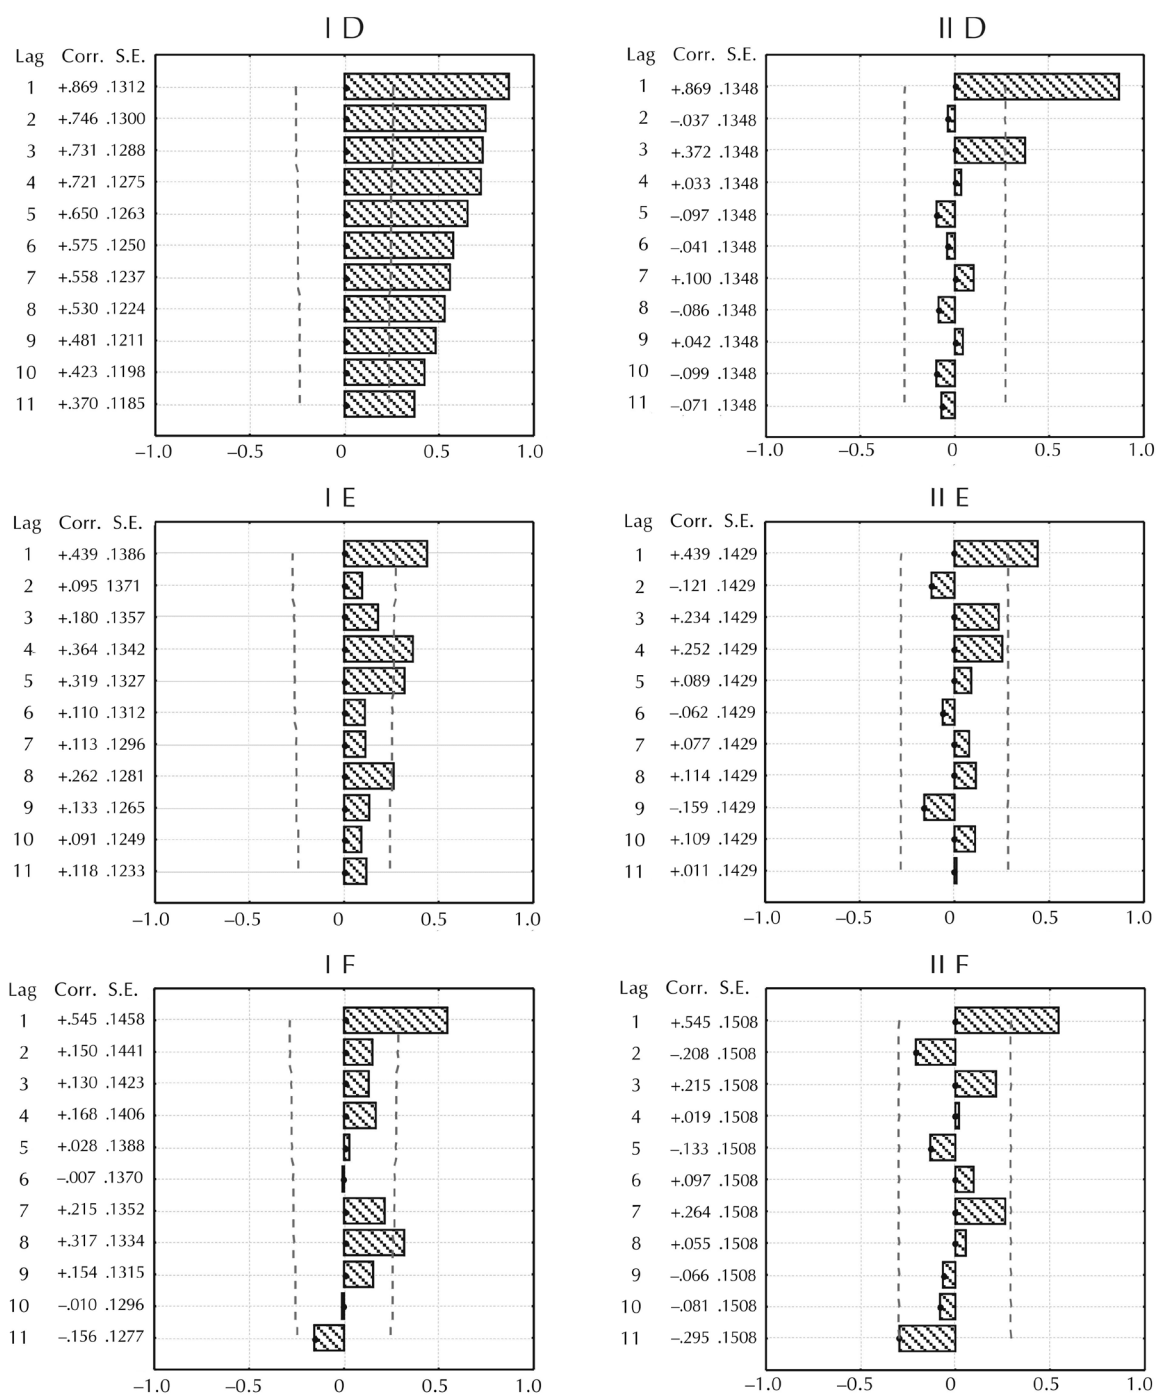 I D
Lag Corr. S.E.
1 +.869 .1312
2 +.746 .1300
3 +.731 .1288
4 +.721 .1275
5 +.650 .1263
6 +.575 .1250
7 +.558 .1237
8 +.530 .1224
9 +.481 .1211
10 +.423 .1198
11 +.370 .1185
−1.0 −0.5 0 0.5 1.0
II D
Lag Corr. S.E.
1 +.869 .1348
2 −.037 .1348
3 +.372 .1348
4 +.033 .1348
5 −.097 .1348
6 −.041 .1348
7 +.100 .1348
8 −.086 .1348
9 +.042 .1348
10 −.099 .1348
11 −.071 .1348
−1.0 −0.5 0 0.5 1.0
I E
Lag Corr. S.E.
1 +.439 .1386
2 +.095 1371
3 +.180 .1357
4 +.364 .1342
5 +.319 .1327
6 +.110 .1312
7 +.113 .1296
8 +.262 .1281
9 +.133 .1265
10 +.091 .1249
11 +.118 .1233
−1.0 −0.5 0 0.5 1.0
II E
Lag Corr. S.E.
1 +.439 .1429
2 −.121 .1429
3 +.234 .1429
4 +.252 .1429
5 +.089 .1429
6 −.062 .1429
7 +.077 .1429
8 +.114 .1429
9 −.159 .1429
10 +.109 .1429
11 +.011 .1429
−1.0 −0.5 0 0.5 1.0
I F
Lag Corr. S.E.
1 +.545 .1458
2 +.150 .1441
3 +.130 .1423
4 +.168 .1406
5 +.028 .1388
6 −.007 .1370
7 +.215 .1352
8 +.317 .1334
9 +.154 .1315
10 −.010 .1296
11 −.156 .1277
−1.0 −0.5 0 0.5 1.0
II F
Lag Corr. S.E.
1 +.545 .1508
2 −.208 .1508
3 +.215 .1508
4 +.019 .1508
5 −.133 .1508
6 +.097 .1508
7 +.264 .1508
8 +.055 .1508
9 −.066 .1508
10 −.081 .1508
11 −.295 .1508
−1.0 −0.5 0 0.5 1.0